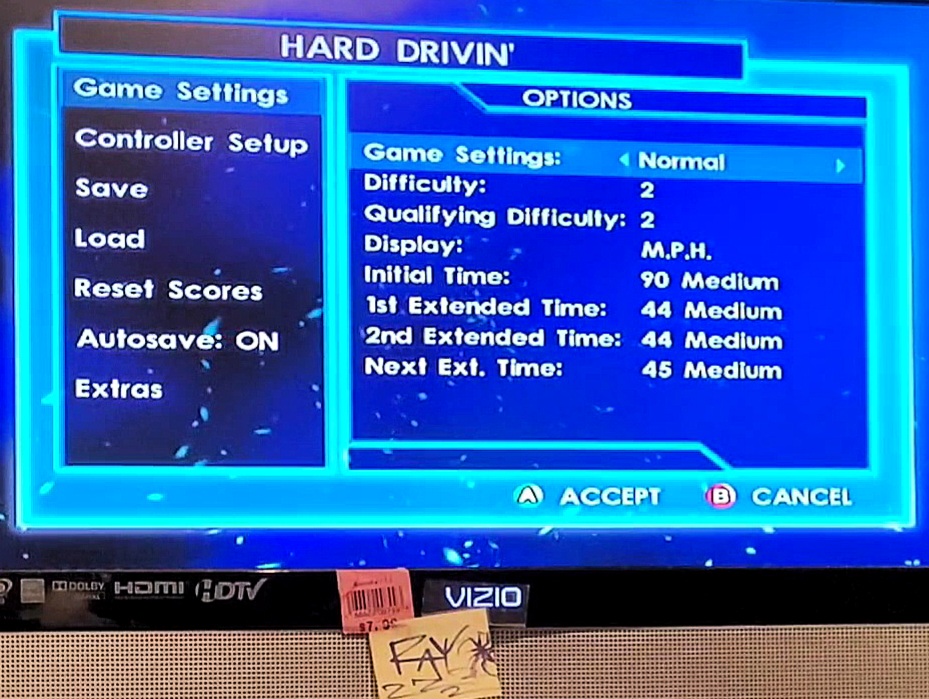 HARD DRIVIN'
Game Settings
Controller Setup
Save
Load
Reset Scores
Autosave: ON
Extras
OPTIONS
Game Settings: Normal
Difficulty: 2
Qualifying Difficulty: 2
Display: M.P.H.
Initial Time: 90 Medium
1st Extended Time: 44 Medium
2nd Extended Time: 44 Medium
Next Ext. Time: 45 Medium
A ACCEPT B CANCEL
DOLBY HDMI HDTV
VIZIO
RAY